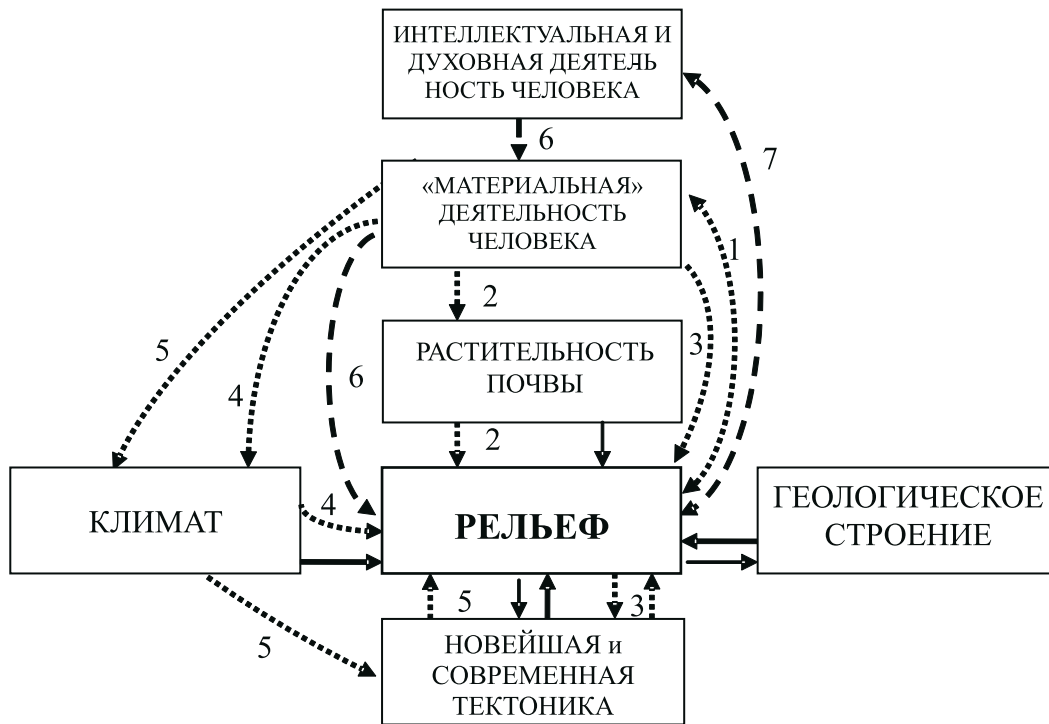 ИНТЕЛЛЕКТУАЛЬНАЯ И
ДУХОВНАЯ ДЕЯТЕЛЬ
НОСТЬ ЧЕЛОВЕКА
6
7
«МАТЕРИАЛЬНАЯ»
ДЕЯТЕЛЬНОСТЬ
ЧЕЛОВЕКА
1
2
3
5
4
6
РАСТИТЕЛЬНОСТЬ
ПОЧВЫ
2
КЛИМАТ
4
РЕЛЬЕФ
ГЕОЛОГИЧЕСКОЕ
СТРОЕНИЕ
5
3
5
НОВЕЙШАЯ и
СОВРЕМЕННАЯ
ТЕКТОНИКА